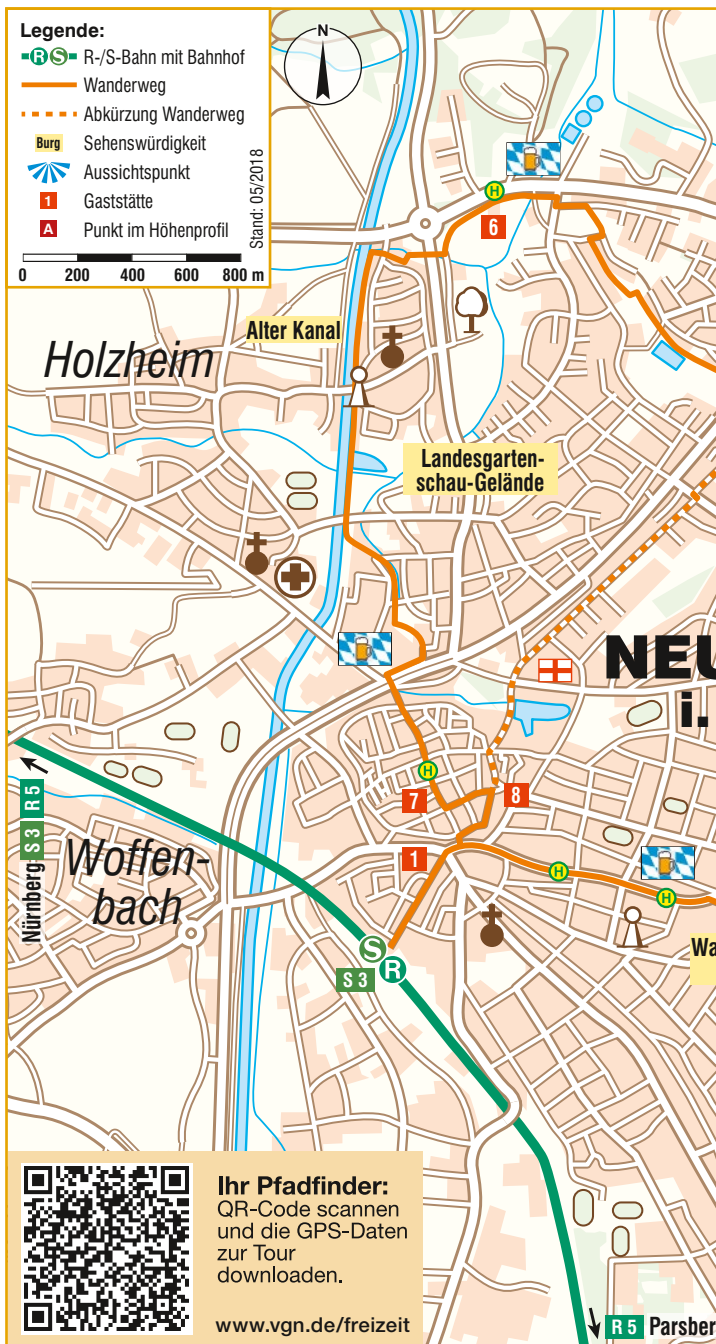 Legende:
R S R-/S-Bahn mit Bahnhof
Wanderweg
Abkürzung Wanderweg
Burg Sehenswürdigkeit
Aussichtspunkt
1 Gaststätte
A Punkt im Höhenprofil
0 200 400 600 800 m
Stand: 05/2018
N
H
6
Alter Kanal
Holzheim
Landesgarten-
schau-Gelände
NEU
i.
H
7
8
1
H
H
Nürnberg S 3 R 5
Woffen-
bach
Wa
S
R
S 3
Ihr Pfadfinder:
QR-Code scannen
und die GPS-Daten
zur Tour
downloaden.
www.vgn.de/freizeit
R 5 Parsber